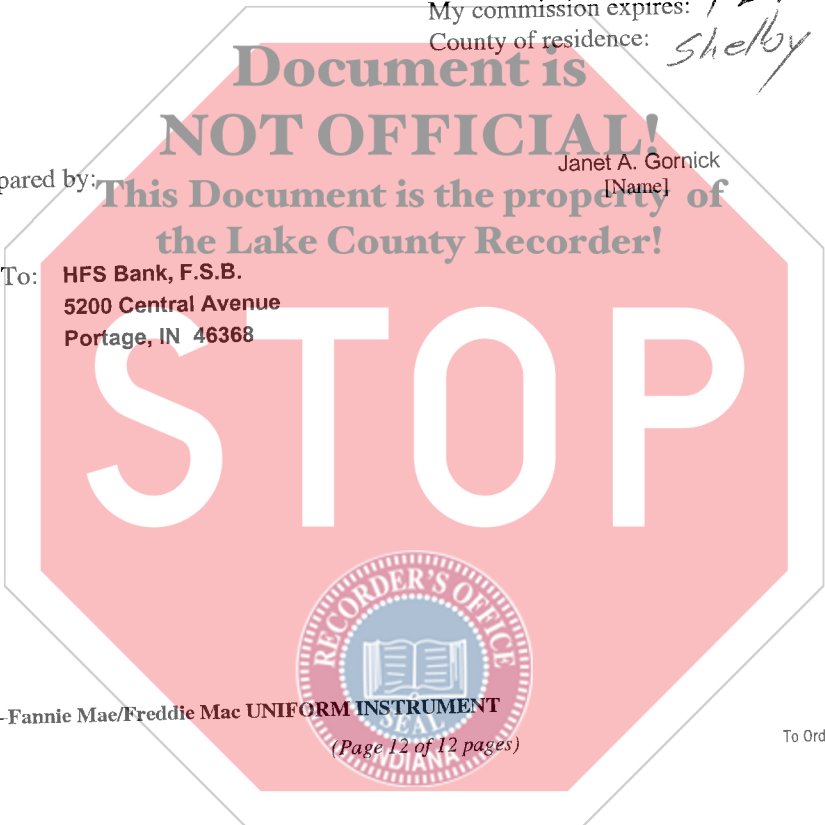 My commission expires:
County of residence: Shelby
Document is
NOT OFFICIAL!
Janet A. Gornick
pared by:
[Name]
This Document is the property of
the Lake County Recorder!
To: HFS Bank, F.S.B.
5200 Central Avenue
Portage, IN 46368
STOP
RECORDER'S OFFICE
SEAL
INDIANA
-Fannie Mae/Freddie Mac UNIFORM INSTRUMENT
(Page 12 of 12 pages)
To Ord